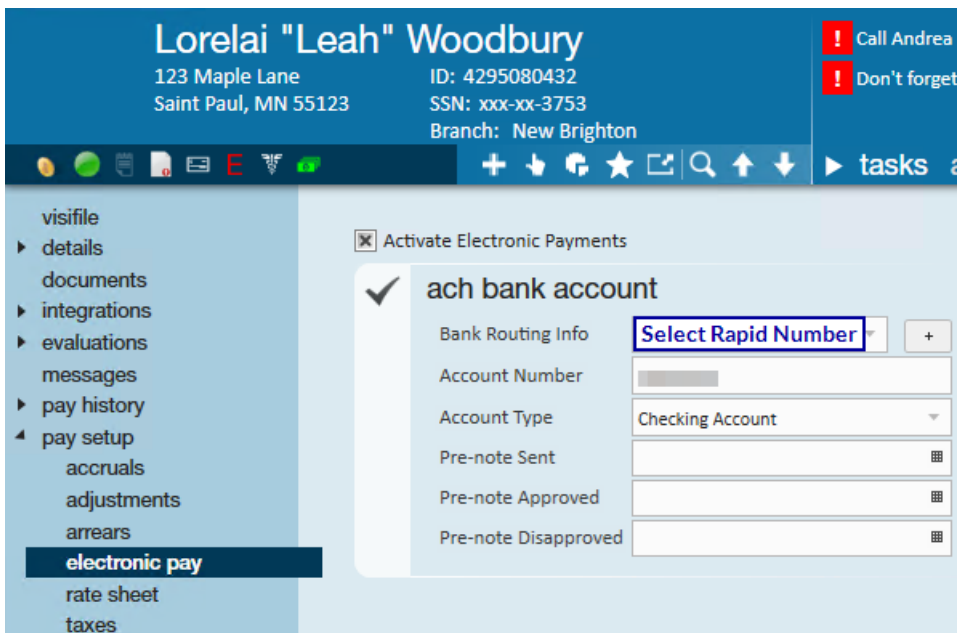 Lorelai "Leah" Woodbury
123 Maple Lane
Saint Paul, MN 55123
ID: 4295080432
SSN: xxx-xx-3753
Branch: New Brighton
! Call Andrea
! Don't forget
E
tasks a
visifile
details
documents
integrations
evaluations
messages
pay history
pay setup
accruals
adjustments
arrears
electronic pay
rate sheet
taxes
Activate Electronic Payments
ach bank account
Bank Routing Info Select Rapid Number +
Account Number
Account Type Checking Account
Pre-note Sent
Pre-note Approved
Pre-note Disapproved